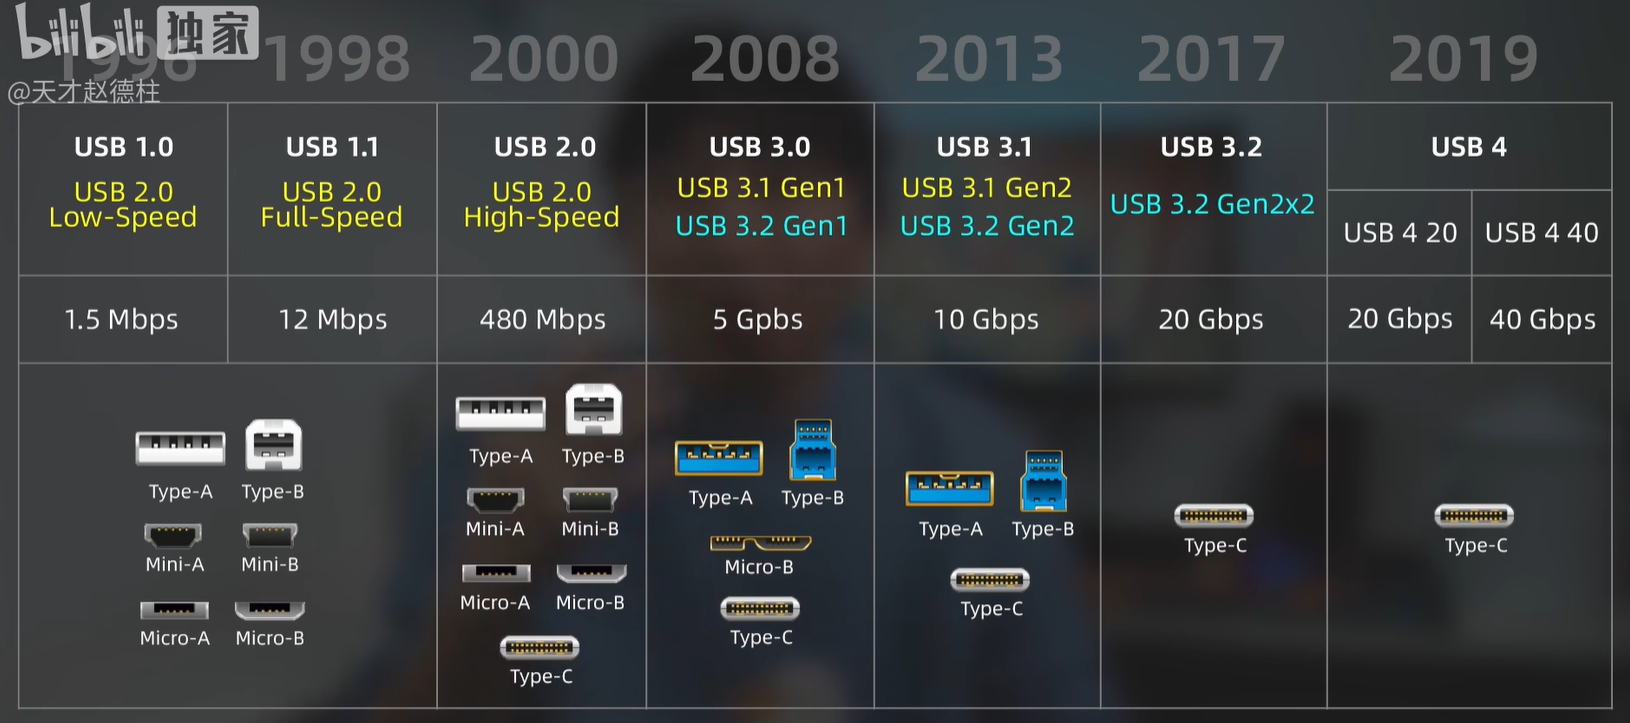 bilibili 独家
@天才赵德柱
1996 1998 2000 2008 2013 2017 2019
USB 1.0
USB 2.0
Low-Speed
USB 1.1
USB 2.0
Full-Speed
USB 2.0
USB 2.0
High-Speed
USB 3.0
USB 3.1 Gen1
USB 3.2 Gen1
USB 3.1
USB 3.1 Gen2
USB 3.2 Gen2
USB 3.2
USB 3.2 Gen2x2
USB 4
USB 4 20
USB 4 40
1.5 Mbps
12 Mbps
480 Mbps
5 Gpbs
10 Gbps
20 Gbps
20 Gbps
40 Gbps
Type-A Type-B
Mini-A Mini-B
Micro-A Micro-B
Type-A Type-B
Mini-A Mini-B
Micro-A Micro-B
Type-C
Type-A Type-B
Micro-B
Type-C
Type-A Type-B
Type-C
Type-C
Type-C